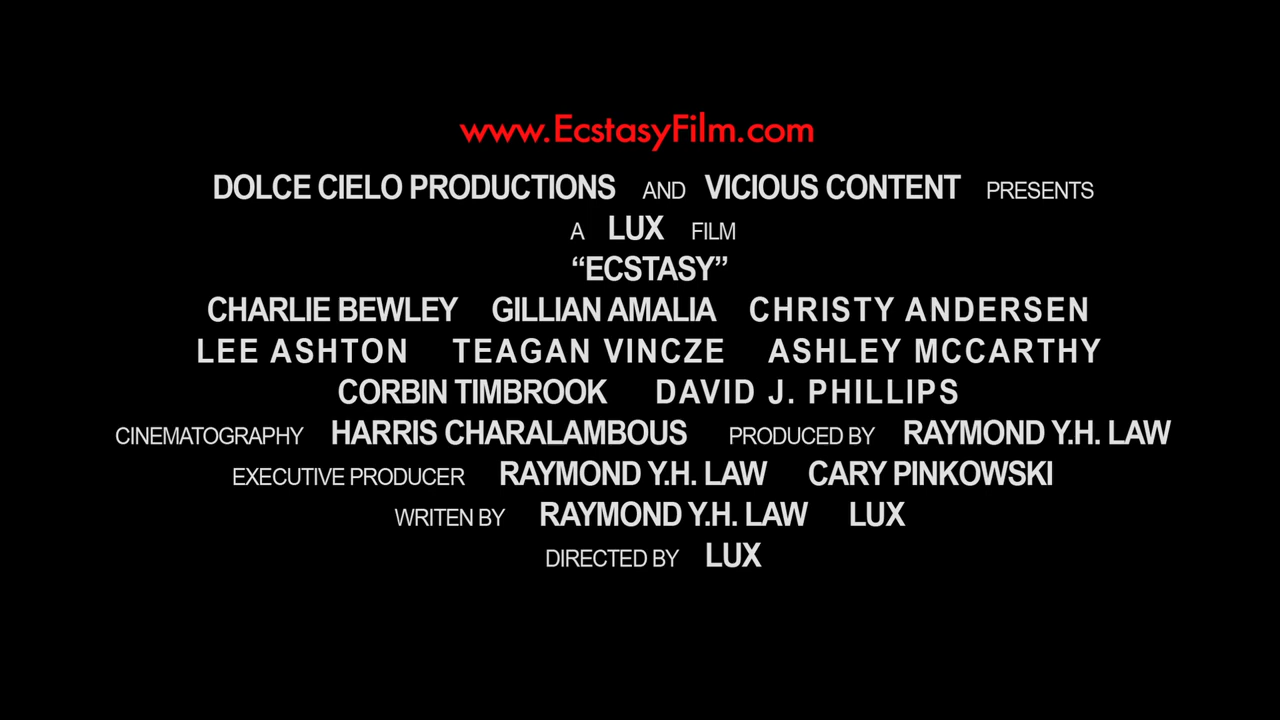 www.EcstasyFilm.com
DOLCE CIELO PRODUCTIONS AND VICIOUS CONTENT PRESENTS
A LUX FILM
“ECSTASY”
CHARLIE BEWLEY GILLIAN AMALIA CHRISTY ANDERSEN
LEE ASHTON TEAGAN VINCZE ASHLEY MCCARTHY
CORBIN TIMBROOK DAVID J. PHILLIPS
CINEMATOGRAPHY HARRIS CHARALAMBOUS PRODUCED BY RAYMOND Y.H. LAW
EXECUTIVE PRODUCER RAYMOND Y.H. LAW CARY PINKOWSKI
WRITEN BY RAYMOND Y.H. LAW LUX
DIRECTED BY LUX